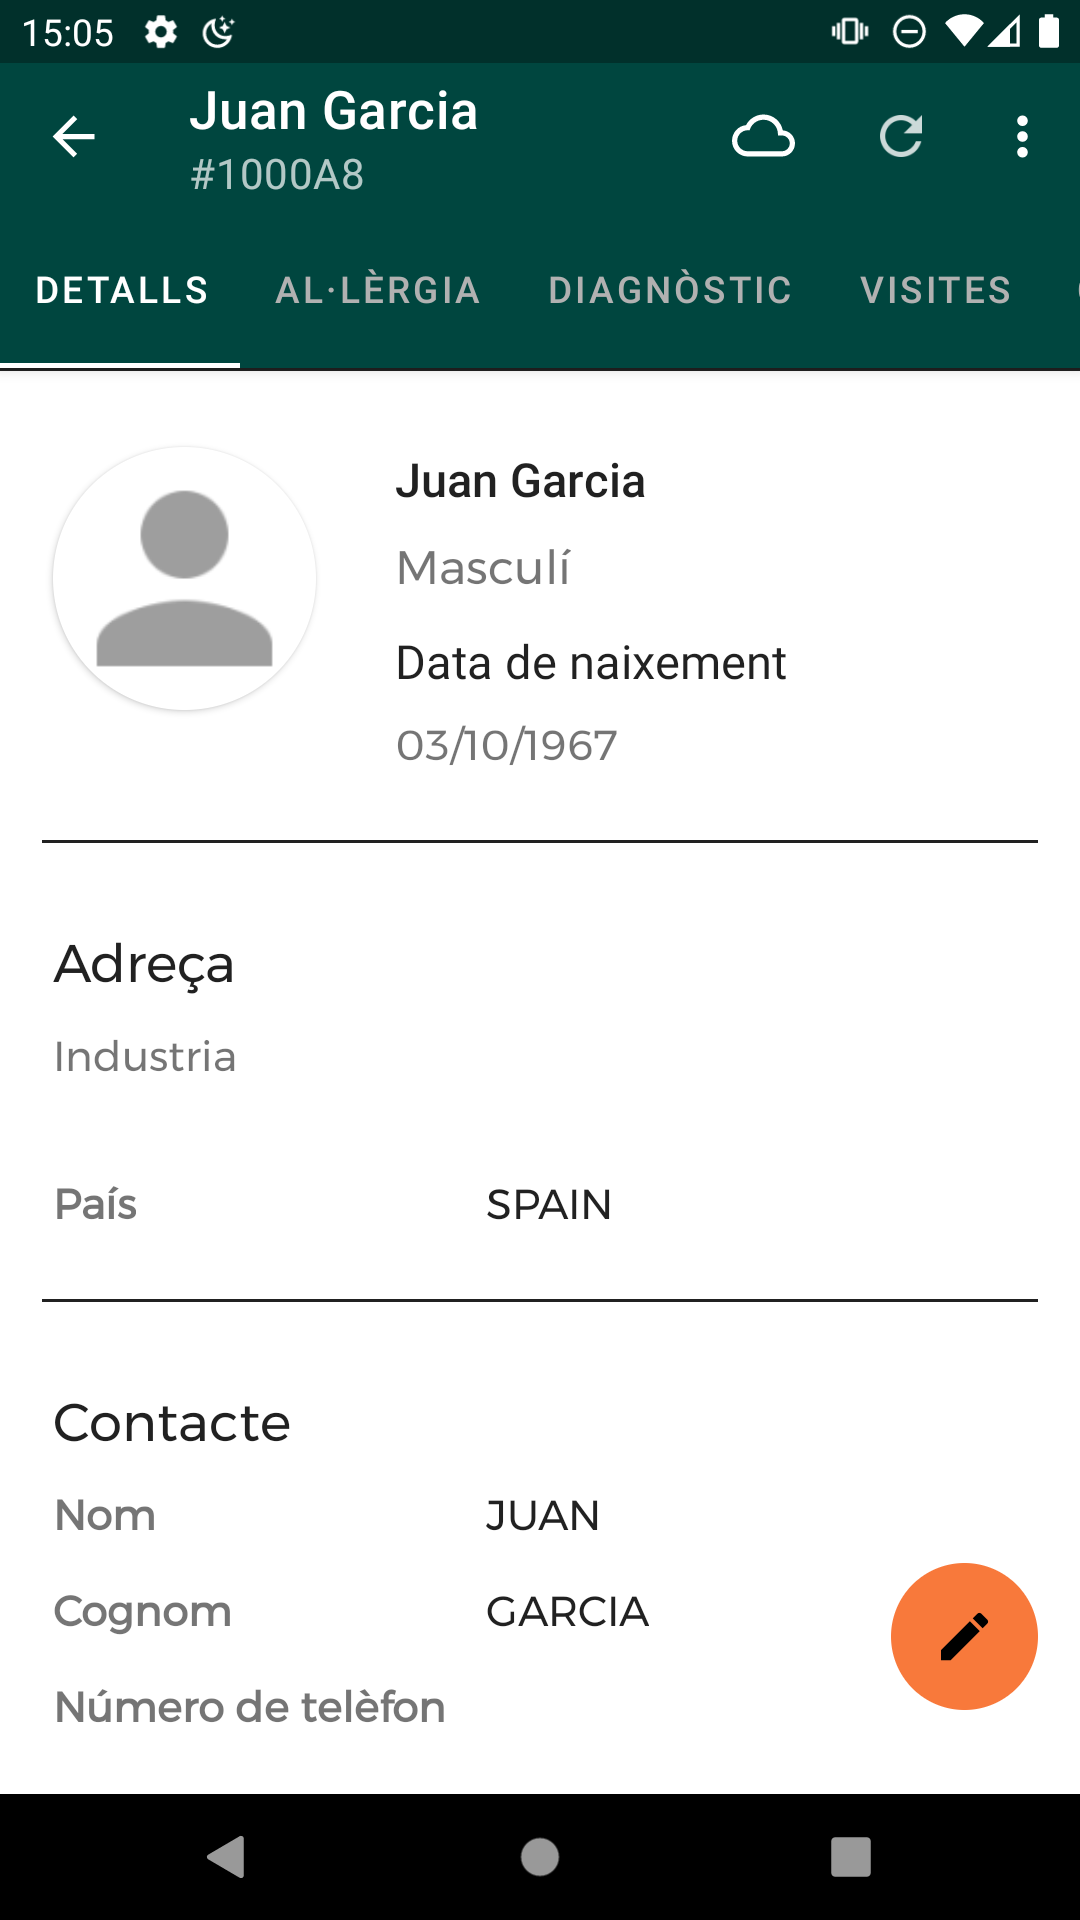 15:05
Juan Garcia
#1000A8
DETALLS AL·LÈRGIA DIAGNÒSTIC VISITES
Juan Garcia
Masculí
Data de naixement
03/10/1967
Adreça
Industria
País SPAIN
Contacte
Nom JUAN
Cognom GARCIA
Número de telèfon